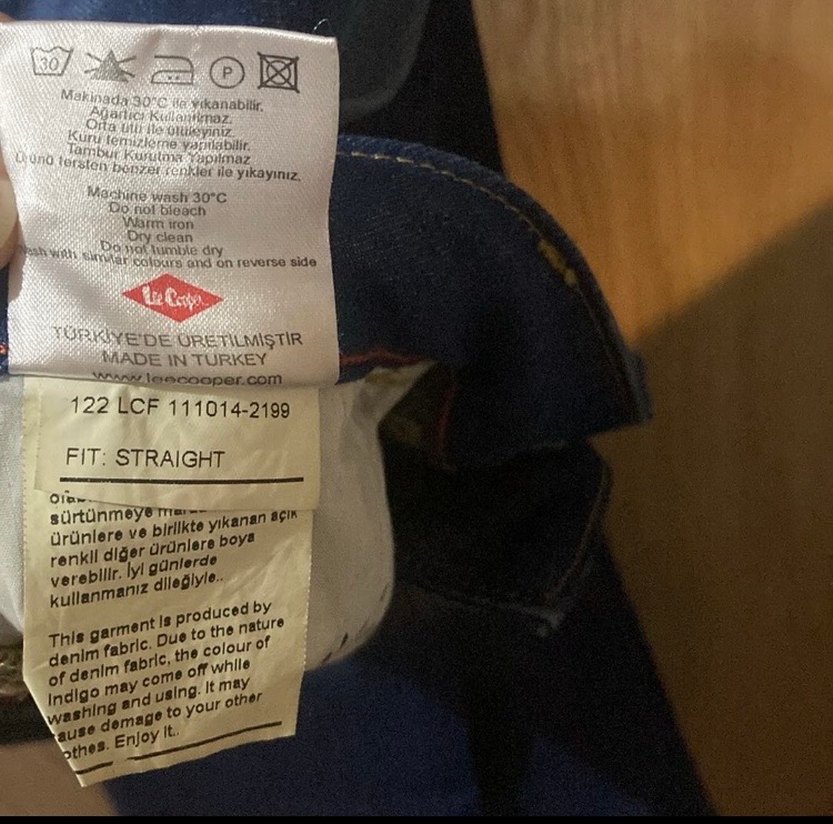 30
P
Makinada 30°C ile yıkanabilir.
Ağartıcı Kullanılmaz.
Orta ütü ile ütüleyiniz.
Kuru temizleme yapılabilir.
Tambur Kurutma Yapılmaz
Ürünü tersten benzer renkler ile yıkayınız.
Machine wash 30°C
Do not bleach
Warm iron
Dry clean
Do not tumble dry
ash with similar colours and on reverse side
Lee Cooper
TÜRKİYE'DE ÜRETİLMİŞTİR
MADE IN TURKEY
www.leecooper.com
122 LCF 111014-2199
FIT: STRAIGHT
sürtünmeye
ürünlere ve birlikte yıkanan açık
renkli diğer ürünlere boya
verebilir. İyi günlerde
kullanmanız dileğiyle..
This garment is produced by
denim fabric. Due to the nature
of denim fabric, the colour of
indigo may come off while
washing and using. It may
ause damage to your other
othes. Enjoy it..